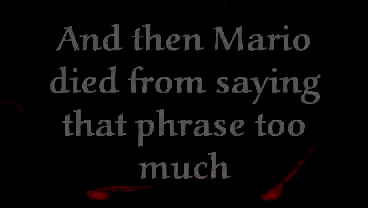 And then Mario
died from saying
that phrase too
much